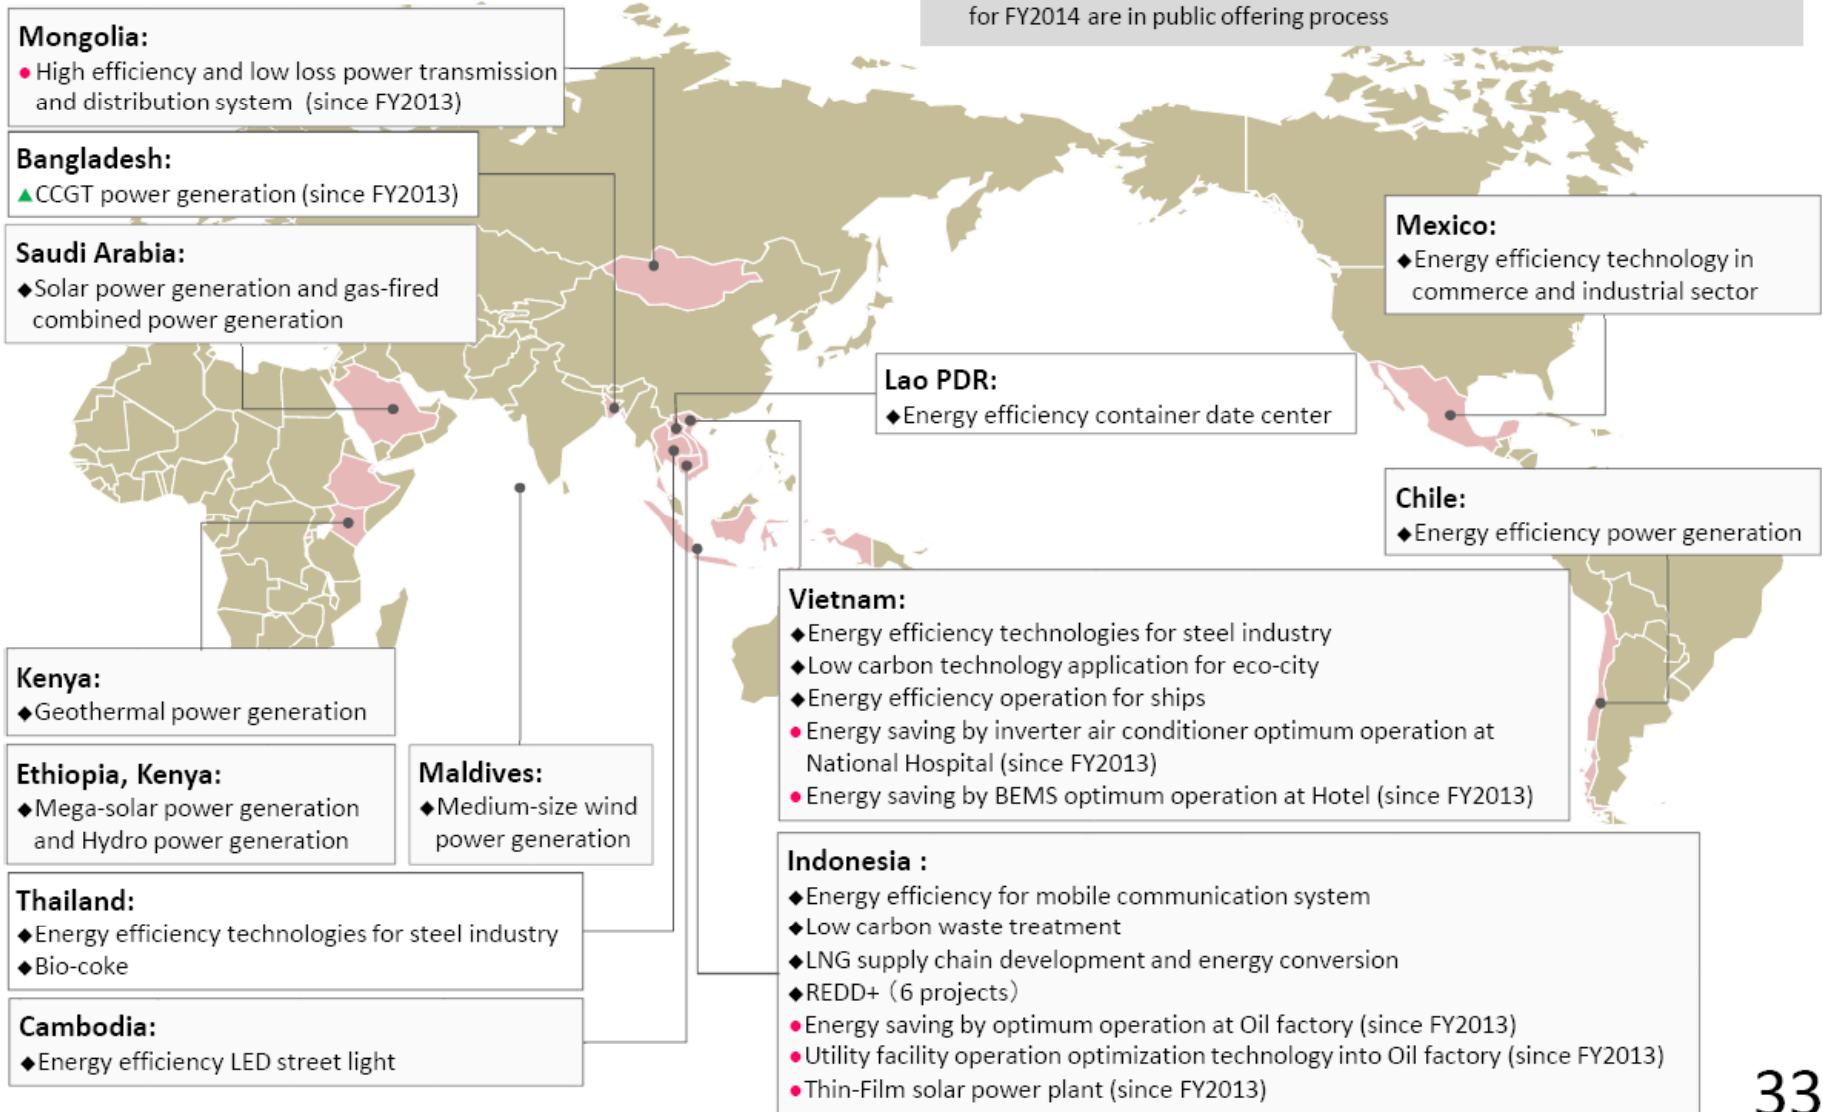 for FY2014 are in public offering process
Mongolia:
●High efficiency and low loss power transmission
and distribution system (since FY2013)
Bangladesh:
▲CCGT power generation (since FY2013)
Saudi Arabia:
◆Solar power generation and gas-fired
combined power generation
Mexico:
◆Energy efficiency technology in
commerce and industrial sector
Lao PDR:
◆Energy efficiency container date center
Chile:
◆Energy efficiency power generation
Kenya:
◆Geothermal power generation
Ethiopia, Kenya:
◆Mega-solar power generation
and Hydro power generation
Maldives:
◆Medium-size wind
power generation
Vietnam:
◆Energy efficiency technologies for steel industry
◆Low carbon technology application for eco-city
◆Energy efficiency operation for ships
●Energy saving by inverter air conditioner optimum operation at
National Hospital (since FY2013)
●Energy saving by BEMS optimum operation at Hotel (since FY2013)
Thailand:
◆Energy efficiency technologies for steel industry
◆Bio-coke
Cambodia:
◆Energy efficiency LED street light
Indonesia :
◆Energy efficiency for mobile communication system
◆Low carbon waste treatment
◆LNG supply chain development and energy conversion
◆REDD+（6 projects）
●Energy saving by optimum operation at Oil factory (since FY2013)
●Utility facility operation optimization technology into Oil factory (since FY2013)
●Thin-Film solar power plant (since FY2013)
33